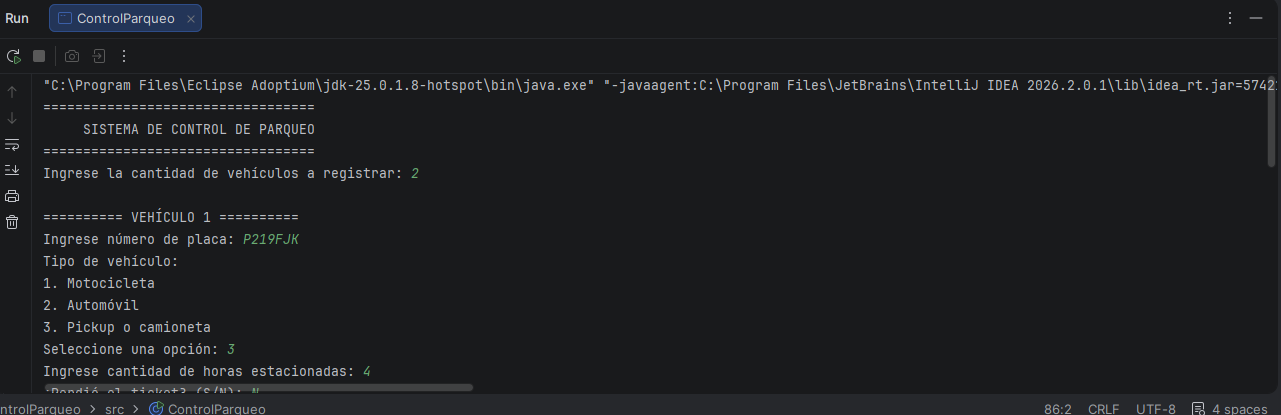 Run
ControlParqueo
"C:\Program Files\Eclipse Adoptium\jdk-25.0.1.8-hotspot\bin\java.exe" "-javaagent:C:\Program Files\JetBrains\IntelliJ IDEA 2026.2.0.1\lib\idea_rt.jar=5742
==================================
SISTEMA DE CONTROL DE PARQUEO
==================================
Ingrese la cantidad de vehículos a registrar: 2
========== VEHÍCULO 1 ==========
Ingrese número de placa: P219FJK
Tipo de vehículo:
1. Motocicleta
2. Automóvil
3. Pickup o camioneta
Seleccione una opción: 3
Ingrese cantidad de horas estacionadas: 4
¿Perdió el ticket? (S/N): N
ntrolParqueo > src > ControlParqueo
86:2 CRLF UTF-8 4 spaces